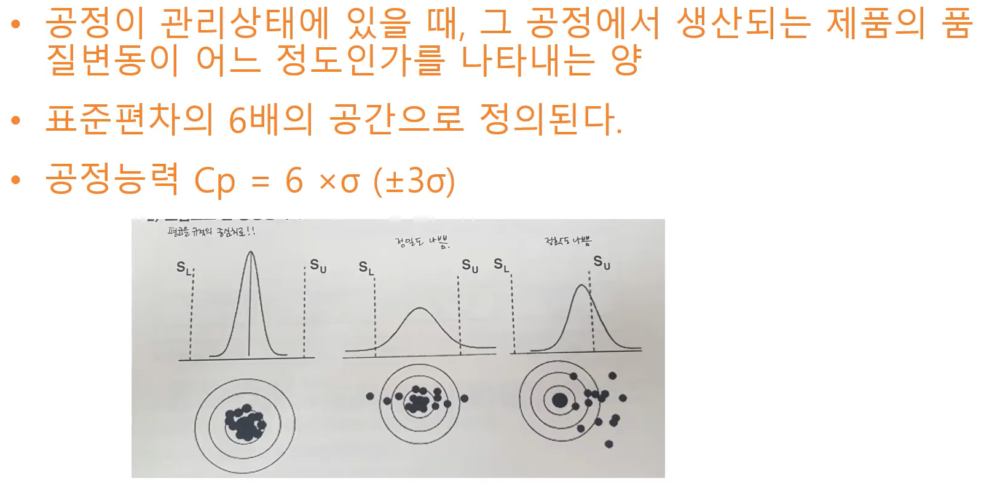 • 공정이 관리상태에 있을 때, 그 공정에서 생산되는 제품의 품
질변동이 어느 정도인가를 나타내는 양
• 표준편차의 6배의 공간으로 정의된다.
• 공정능력 Cp = 6 ×σ (±3σ)
평균을 규격의 중심치로!!
정밀도 나쁨.
정확도 나쁨
SL SU SL SU SL SU